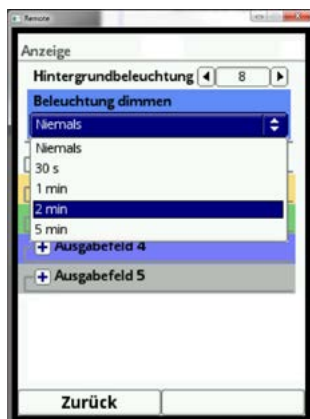 Remote
Anzeige
Hintergrundbeleuchtung 8
Beleuchtung dimmen
Niemals
Niemals
30 s
1 min
2 min
5 min
Ausgabefeld 4
Ausgabefeld 5
Zurück